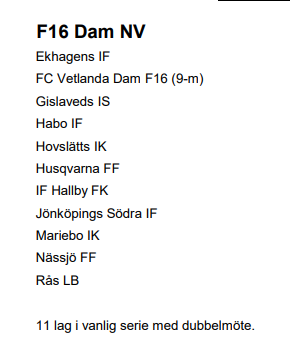 F16 Dam NV
Ekhagens IF
FC Vetlanda Dam F16 (9-m)
Gislaveds IS
Habo IF
Hovslätts IK
Husqvarna FF
IF Hallby FK
Jönköpings Södra IF
Mariebo IK
Nässjö FF
Rås LB
11 lag i vanlig serie med dubbelmöte.